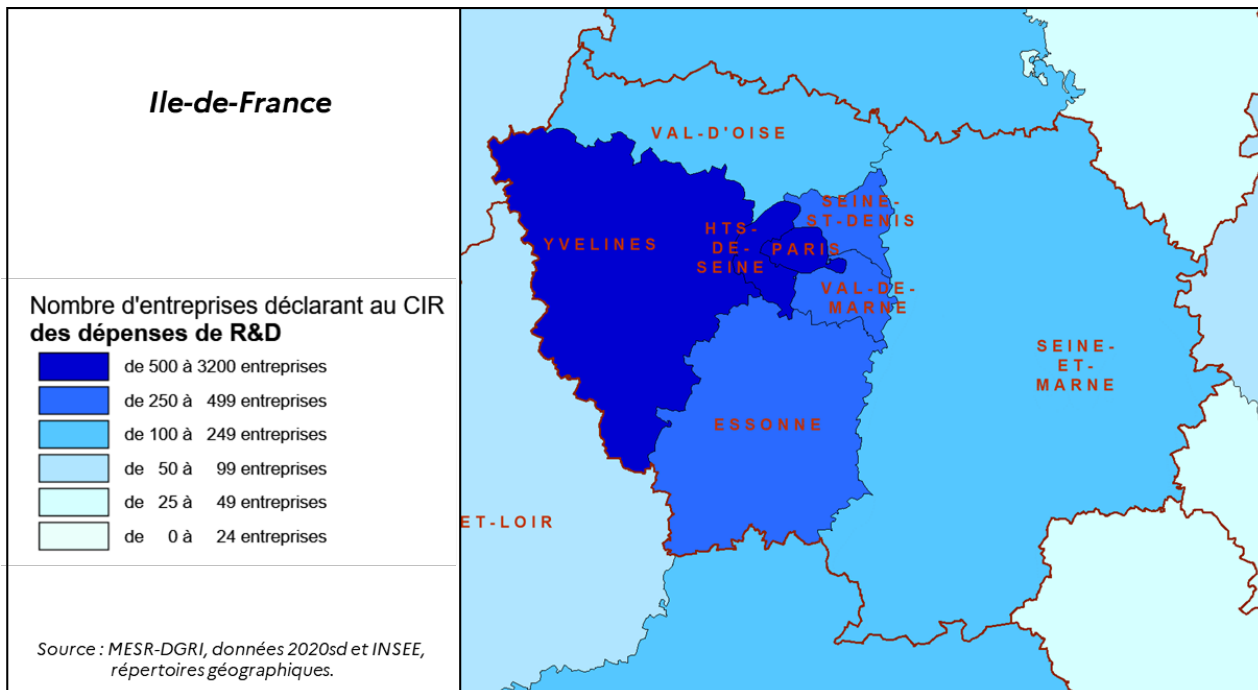 Ile-de-France
Nombre d'entreprises déclarant au CIR
des dépenses de R&D
de 500 à 3200 entreprises
de 250 à 499 entreprises
de 100 à 249 entreprises
de 50 à 99 entreprises
de 25 à 49 entreprises
de 0 à 24 entreprises
Source : MESR-DGRI, données 2020sd et INSEE,
répertoires géographiques.
VAL-D'OISE
YVELINES
HTS-
DE-
SEINE
PARIS
SEINE-
ST-DENIS
VAL-DE-
MARNE
SEINE-
ET-
MARNE
ESSONNE
ET-LOIR